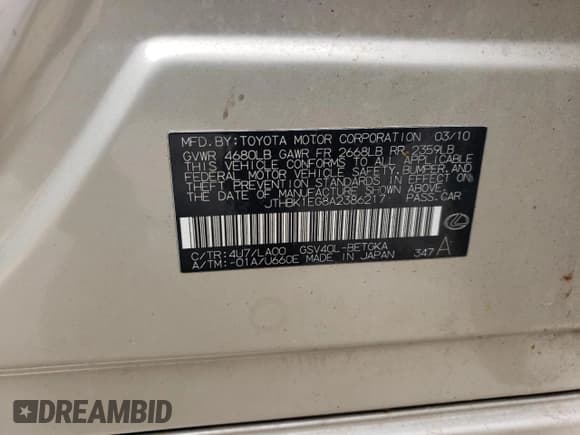 MFD. BY: TOYOTA MOTOR CORPORATION 03/10
GVWR 4680LB GAWR FR 2668LB RR 2359LB
THIS VEHICLE CONFORMS TO ALL APPLICABLE
FEDERAL MOTOR VEHICLE SAFETY, BUMPER, AND
THEFT PREVENTION STANDARDS IN EFFECT ON
THE DATE OF MANUFACTURE SHOWN ABOVE.
JTHBK1EG8A2386217 PASS. CAR
C/TR: 4U7/LA00 GSV40L-BETGKA
A/TM: -01A/U660E MADE IN JAPAN 347 A
DREAMBID